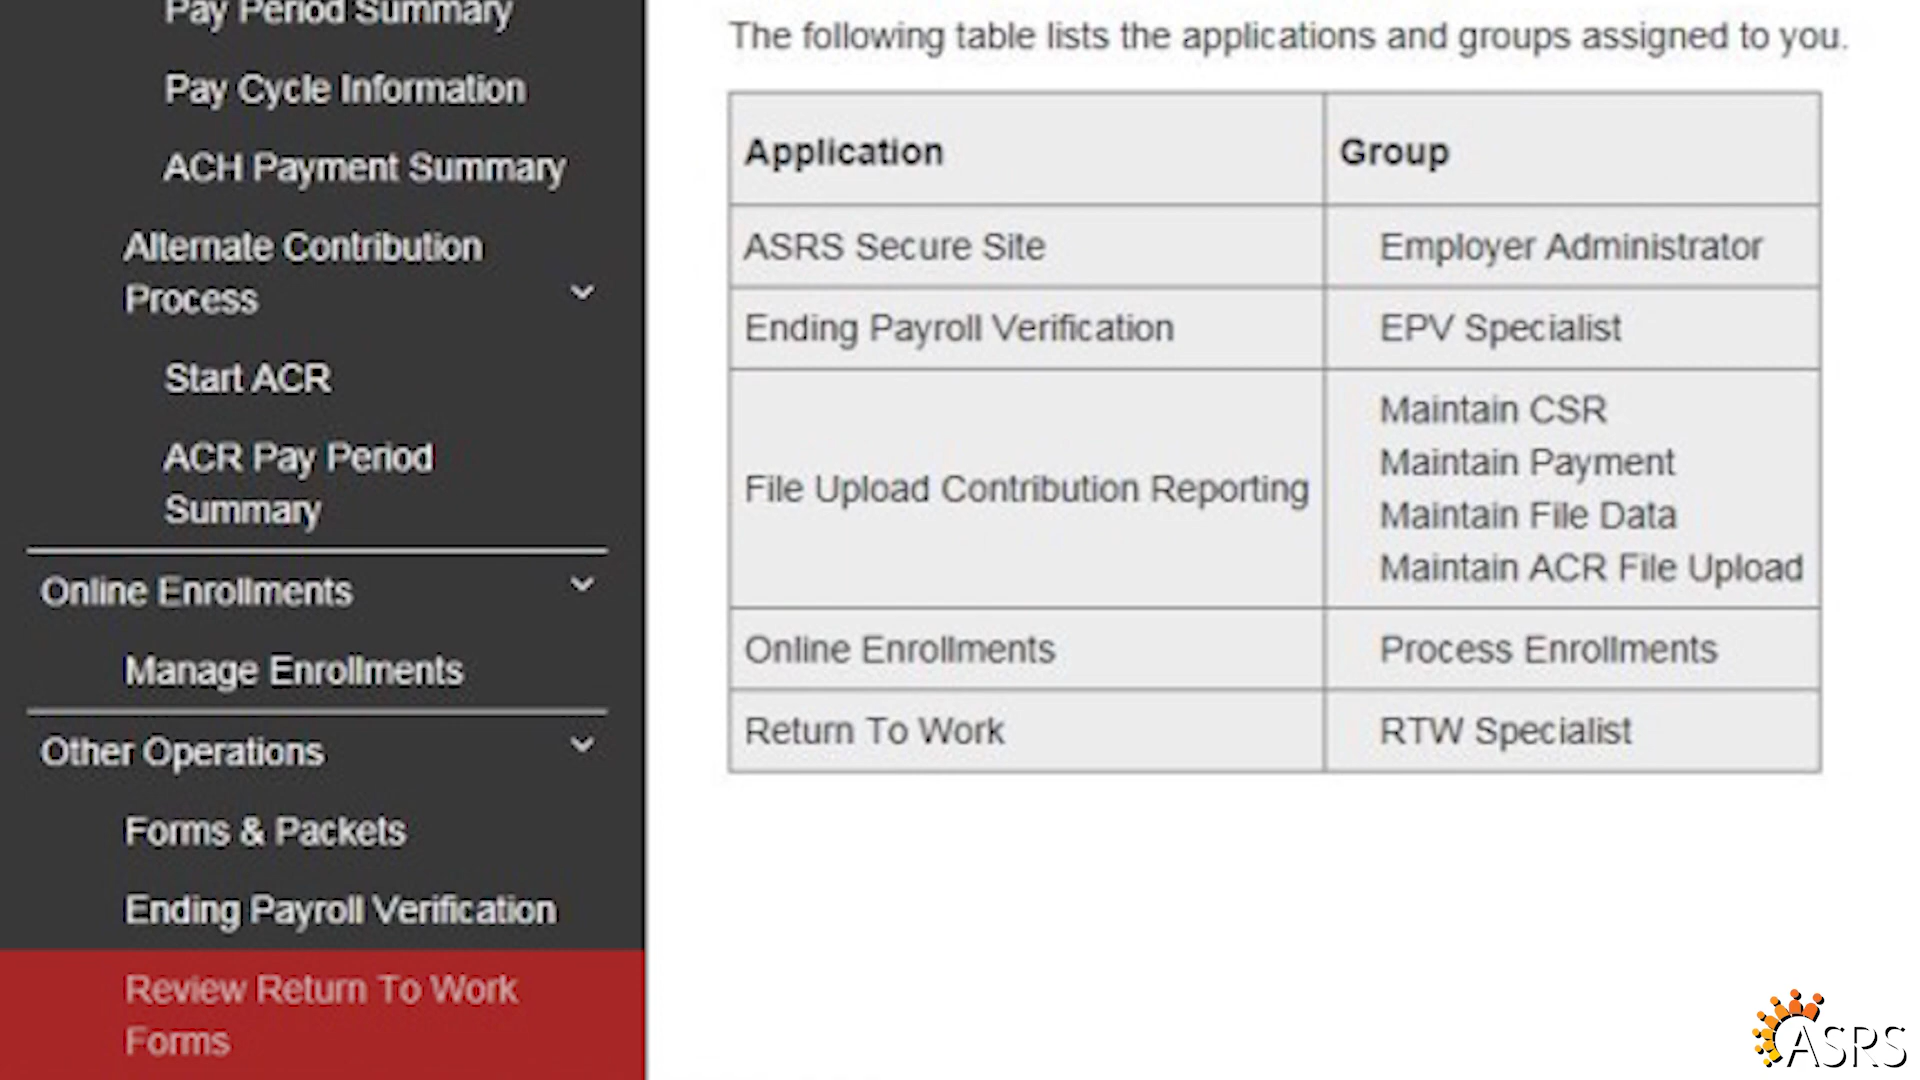 Pay Period Summary
Pay Cycle Information
ACH Payment Summary
Alternate Contribution
Process
Start ACR
ACR Pay Period
Summary
Online Enrollments
Manage Enrollments
Other Operations
Forms & Packets
Ending Payroll Verification
Review Return To Work
Forms
The following table lists the applications and groups assigned to you.
Application Group
ASRS Secure Site Employer Administrator
Ending Payroll Verification EPV Specialist
File Upload Contribution Reporting
Maintain CSR
Maintain Payment
Maintain File Data
Maintain ACR File Upload
Online Enrollments Process Enrollments
Return To Work RTW Specialist
ASRS